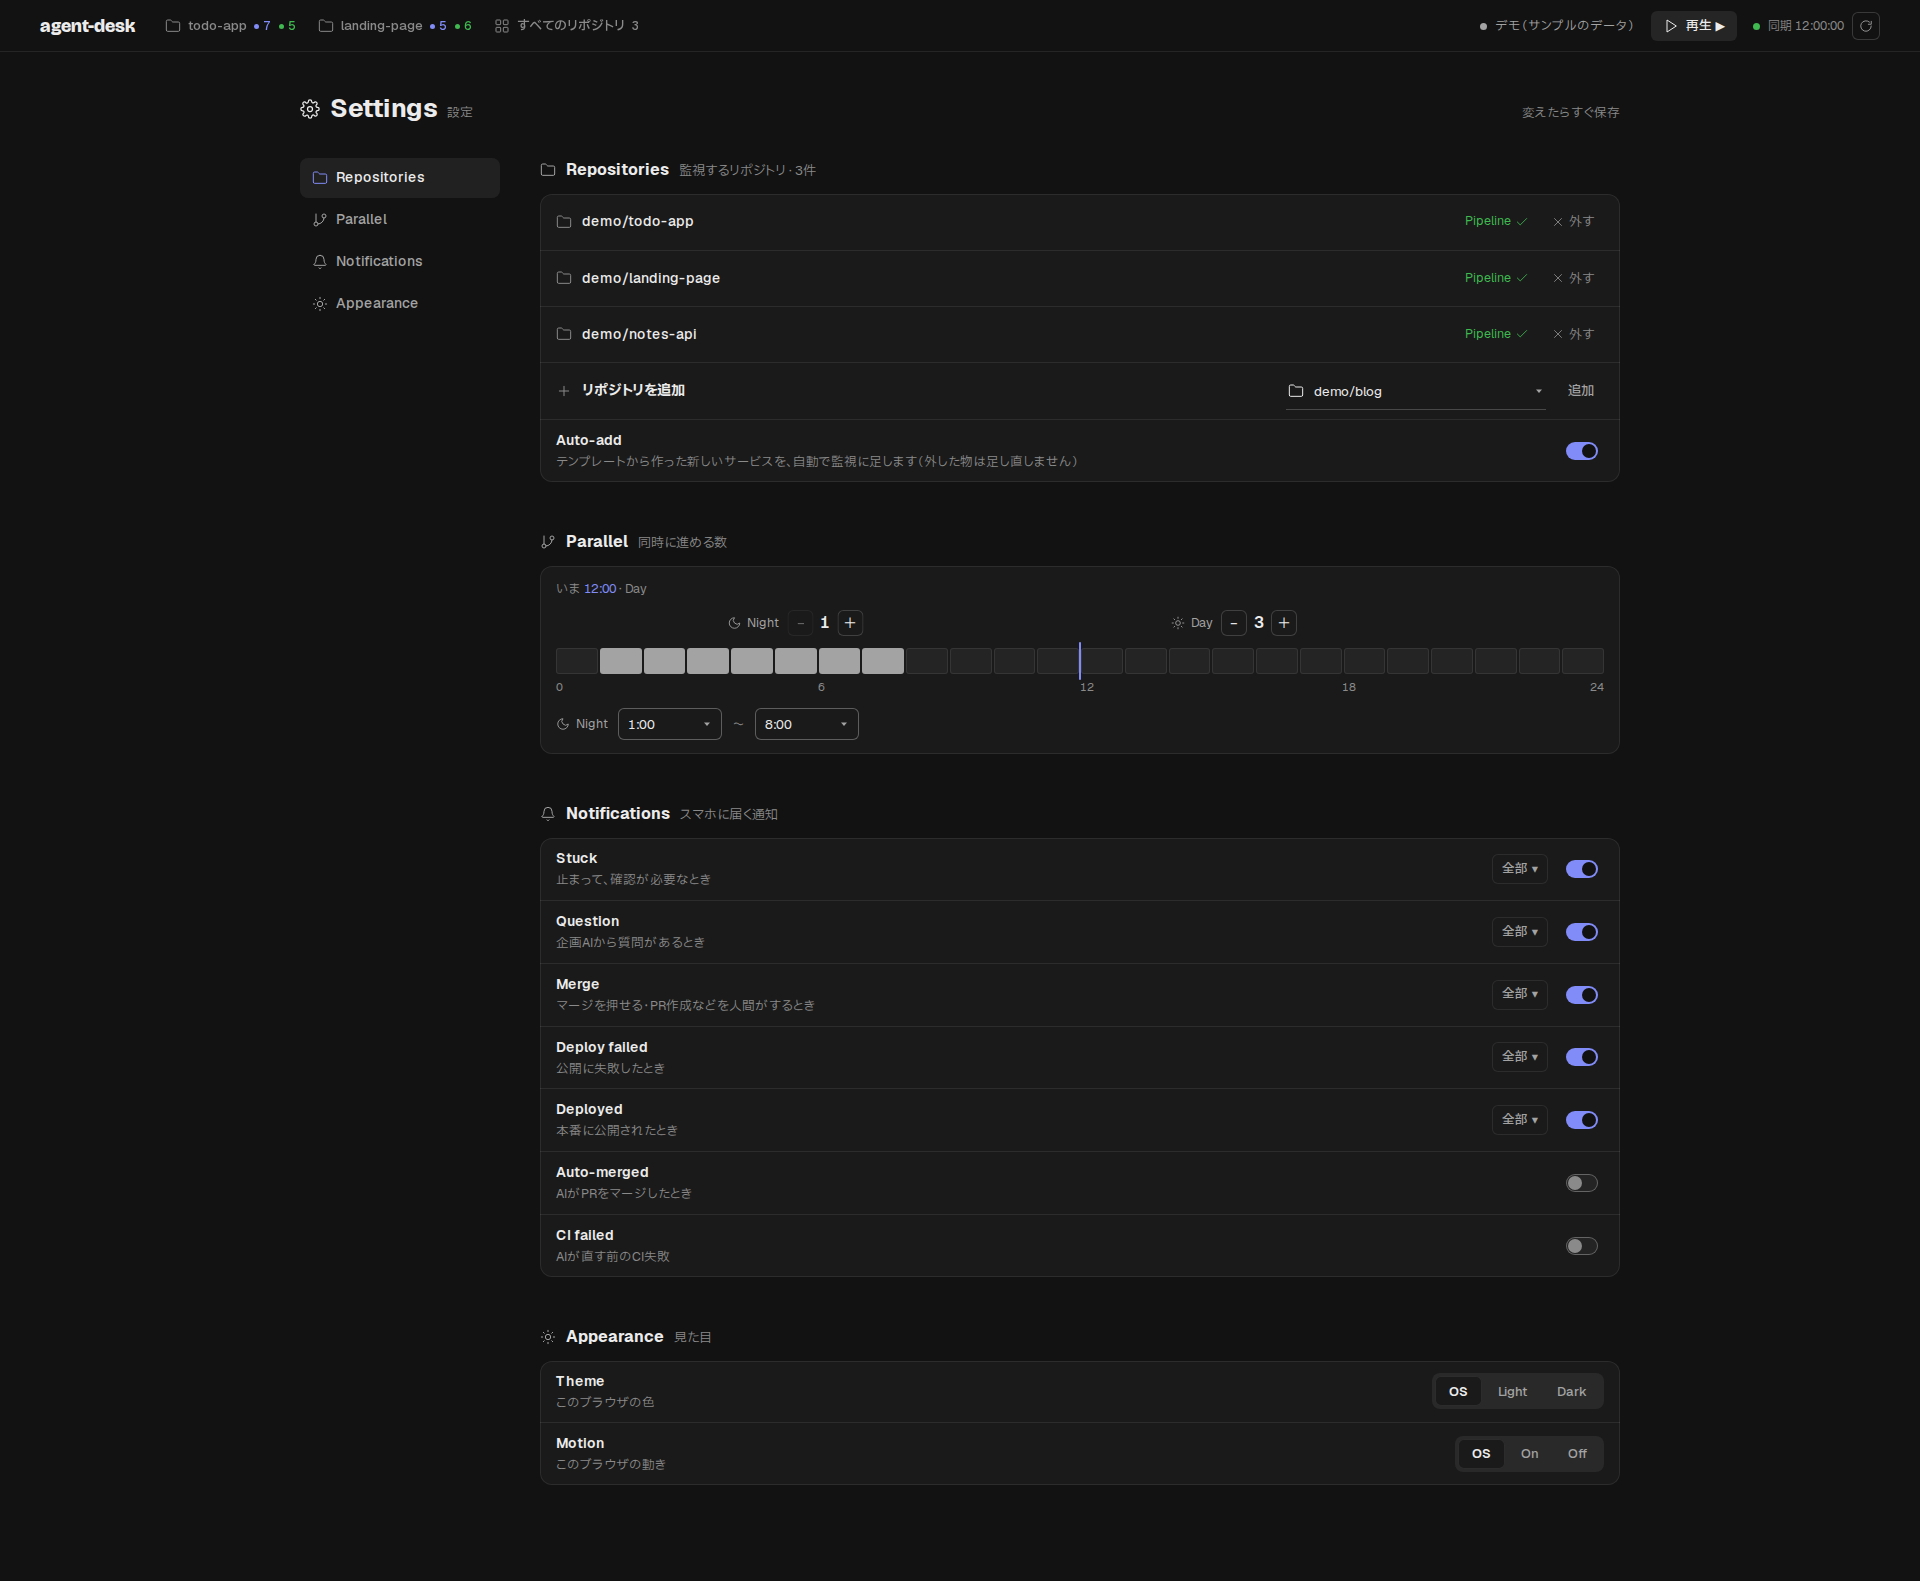 agent-desk todo-app 7 5 landing-page 5 6 すべてのリポジトリ 3 デモ(サンプルのデータ) 再生 ▶ 同期 12:00:00
Settings 設定 変えたらすぐ保存
Repositories
Parallel
Notifications
Appearance
Repositories 監視するリポジトリ · 3件
demo/todo-app Pipeline ✓ × 外す
demo/landing-page Pipeline ✓ × 外す
demo/notes-api Pipeline ✓ × 外す
+ リポジトリを追加 demo/blog 追加
Auto-add
テンプレートから作った新しいサービスを、自動で監視に足します(外した物は足し直しません)
Parallel 同時に進める数
いま 12:00 · Day
Night − 1 + Day − 3 +
0 6 12 18 24
Night 1:00 ～ 8:00
Notifications スマホに届く通知
Stuck
止まって、確認が必要なとき
全部 ▾
Question
企画AIから質問があるとき
全部 ▾
Merge
マージを押せる・PR作成などを人間がするとき
全部 ▾
Deploy failed
公開に失敗したとき
全部 ▾
Deployed
本番に公開されたとき
全部 ▾
Auto-merged
AIがPRをマージしたとき
CI failed
AIが直す前のCI失敗
Appearance 見た目
Theme
このブラウザの色
OS Light Dark
Motion
このブラウザの動き
OS On Off